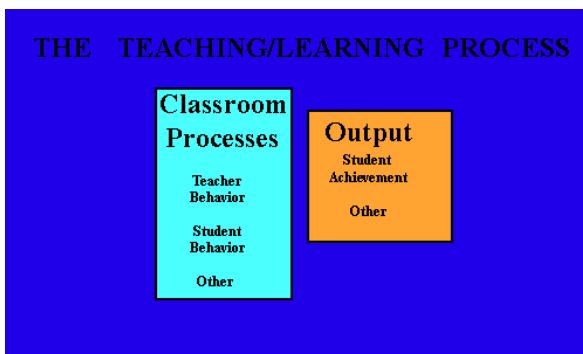 THE TEACHING/LEARNING PROCESS
Classroom
Processes
Teacher
Behavior
Student
Behavior
Other
Output
Student
Achievement
Other